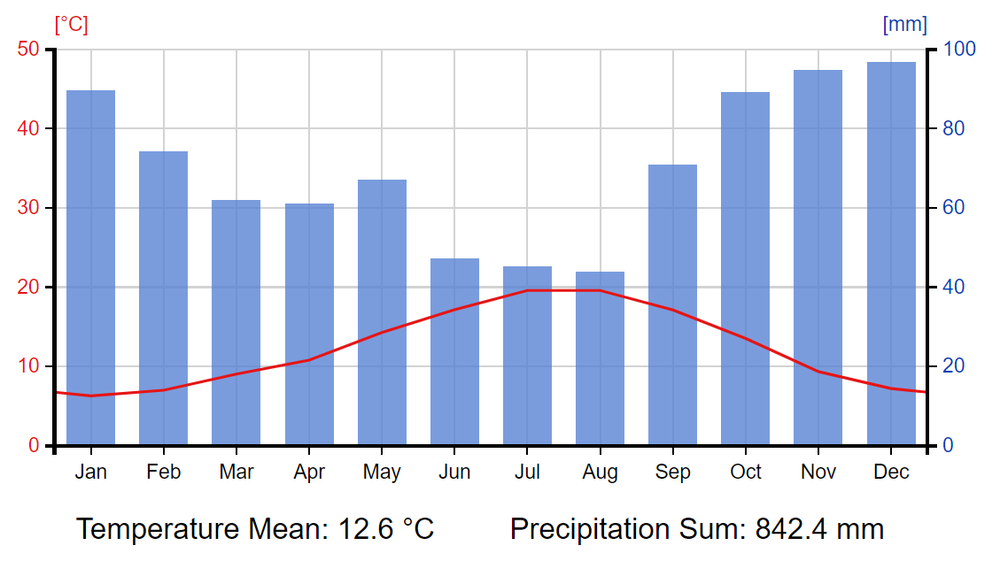 [°C] [mm]
50 100
40 80
30 60
20 40
10 20
0 0
Jan Feb Mar Apr May Jun Jul Aug Sep Oct Nov Dec
Temperature Mean: 12.6 °C Precipitation Sum: 842.4 mm